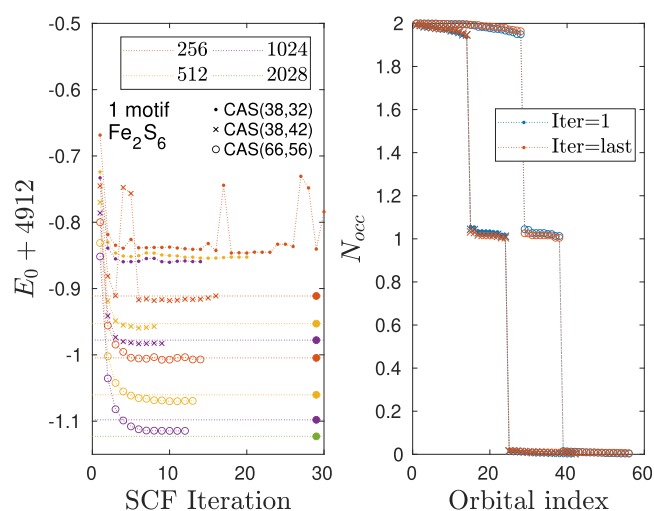 -0.5
-0.6
-0.7
-0.8
-0.9
-1
-1.1
E₀ + 4912
256
1024
512
2028
1 motif
Fe₂S₆
CAS(38,32)
CAS(38,42)
CAS(66,56)
0
10
20
30
SCF Iteration
2
1.8
1.6
1.4
1.2
1
0.8
0.6
0.4
0.2
0
N_occ
Iter=1
Iter=last
0
20
40
60
Orbital index